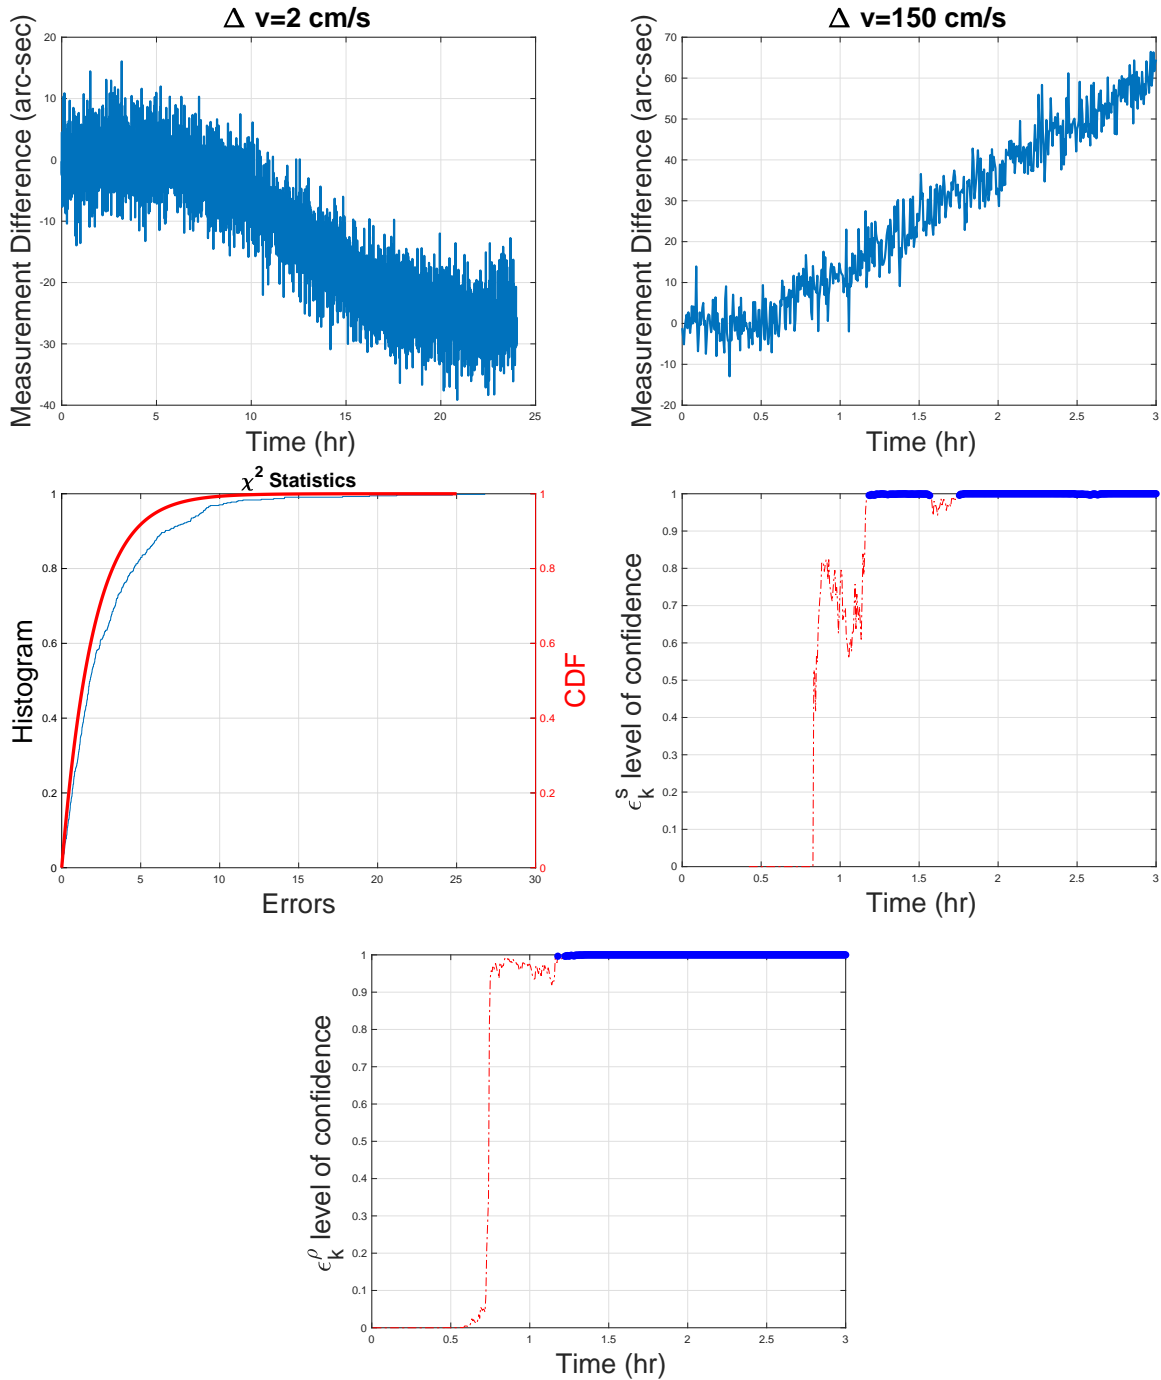 Δ v=2 cm/s
Measurement Difference (arc-sec)
20
10
0
-10
-20
-30
-40
0 5 10 15 20 25
Time (hr)
Δ v=150 cm/s
Measurement Difference (arc-sec)
70
60
50
40
30
20
10
0
-10
-20
0 0.5 1 1.5 2 2.5 3
Time (hr)
χ² Statistics
Histogram
1
0.8
0.6
0.4
0.2
0
0 5 10 15 20 25 30
Errors
1
0.8
0.6
0.4
0.2
0
CDF
ϵₖˢ level of confidence
1
0.9
0.8
0.7
0.6
0.5
0.4
0.3
0.2
0.1
0
0 0.5 1 1.5 2 2.5 3
Time (hr)
ϵₖᵨ level of confidence
1
0.9
0.8
0.7
0.6
0.5
0.4
0.3
0.2
0.1
0
0 0.5 1 1.5 2 2.5 3
Time (hr)